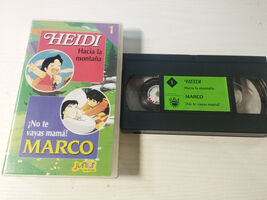 HEIDI
1
Hacia la
montaña
¡No te
vayas mamá!
MARCO
1
HEIDI
Hacia la montaña
MARCO
¡No te vayas mamá!